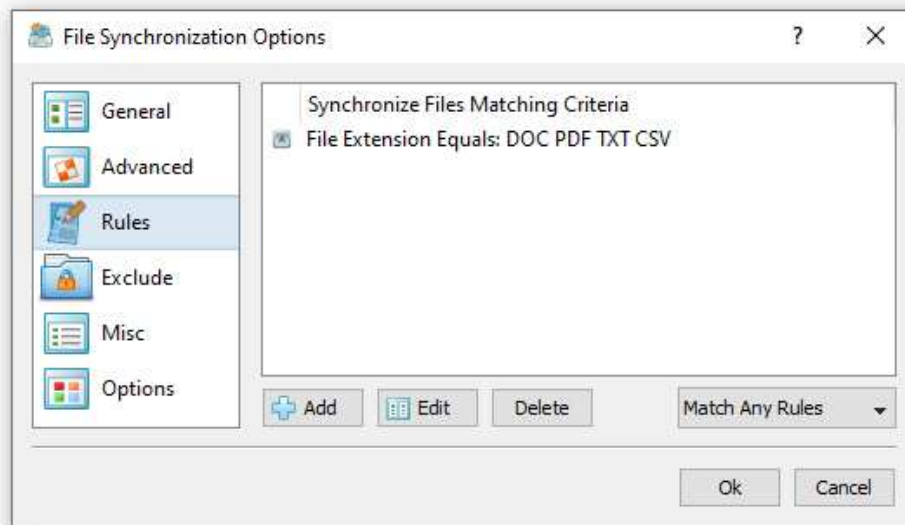 File Synchronization Options
?
General
Advanced
Rules
Exclude
Misc
Options
Synchronize Files Matching Criteria
File Extension Equals: DOC PDF TXT CSV
Add
Edit
Delete
Match Any Rules
Ok
Cancel